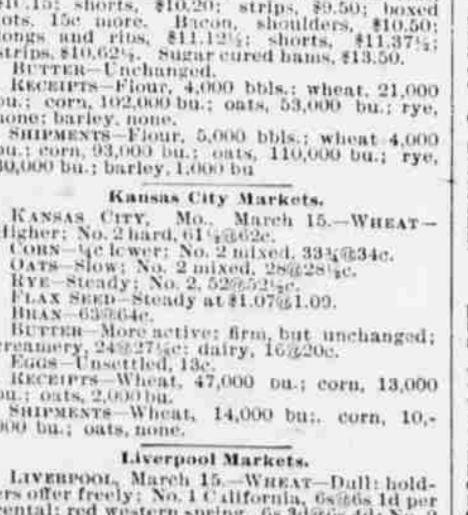 $10.15; shorts, $10.20; strips, $9.50; boxed
lots, 15c more. Bacon, shoulders, $10.50;
longs and ribs, $11.12½; shorts, $11.37½;
strips, $10.62½. Sugar cured hams, $13.50.
BUTTER—Unchanged.
RECEIPTS—Flour, 4,000 bbls.; wheat, 21,000
bu.; corn, 102,000 bu.; oats, 53,000 bu.; rye,
none; barley, none.
SHIPMENTS—Flour, 5,000 bbls.; wheat 4,000
bu.; corn, 93,000 bu.; oats, 110,000 bu.; rye,
30,000 bu.; barley, 1,000 bu
Kansas City Markets.
KANSAS CITY, Mo., March 15.—WHEAT—
Higher; No. 2 hard, 61½@62c.
CORN—¼c lower; No. 2 mixed, 33¾@34c.
OATS—Slow; No. 2 mixed, 28@28½c.
RYE—Steady; No. 2, 52@52½c.
FLAX SEED—Steady at $1.07@1.09.
BRAN—63@64c.
BUTTER—More active; firm, but unchanged;
creamery, 24@27½c; dairy, 16@20c.
EGGS—Unsettled, 13c.
RECEIPTS—Wheat, 47,000 bu.; corn, 13,000
bu.; oats, 2,000 bu.
SHIPMENTS—Wheat, 14,000 bu;. corn, 10,-
000 bu.; oats, none.
Liverpool Markets.
LIVERPOOL, March 15.—WHEAT—Dull; hold-
ers offer freely; No. 1 California, 6s@6s 1d per
cental; red western spring,